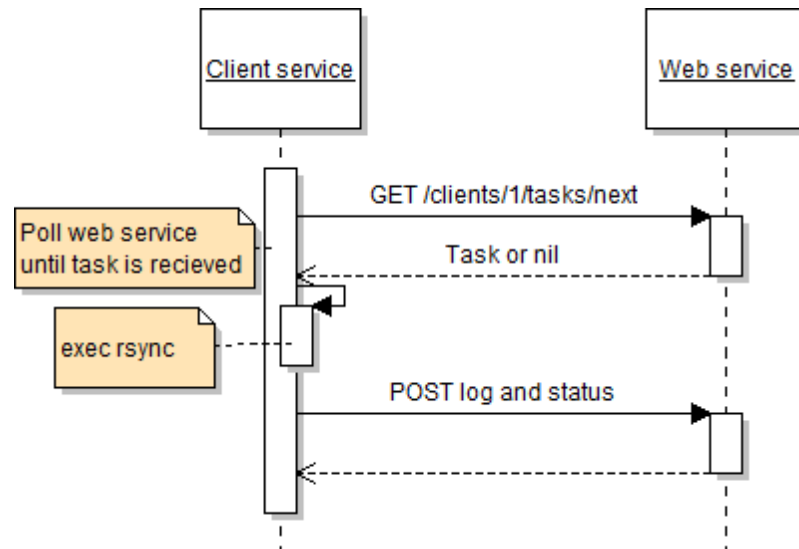 Client service
Web service
GET /clients/1/tasks/next
Poll web service
until task is recieved
Task or nil
exec rsync
POST log and status